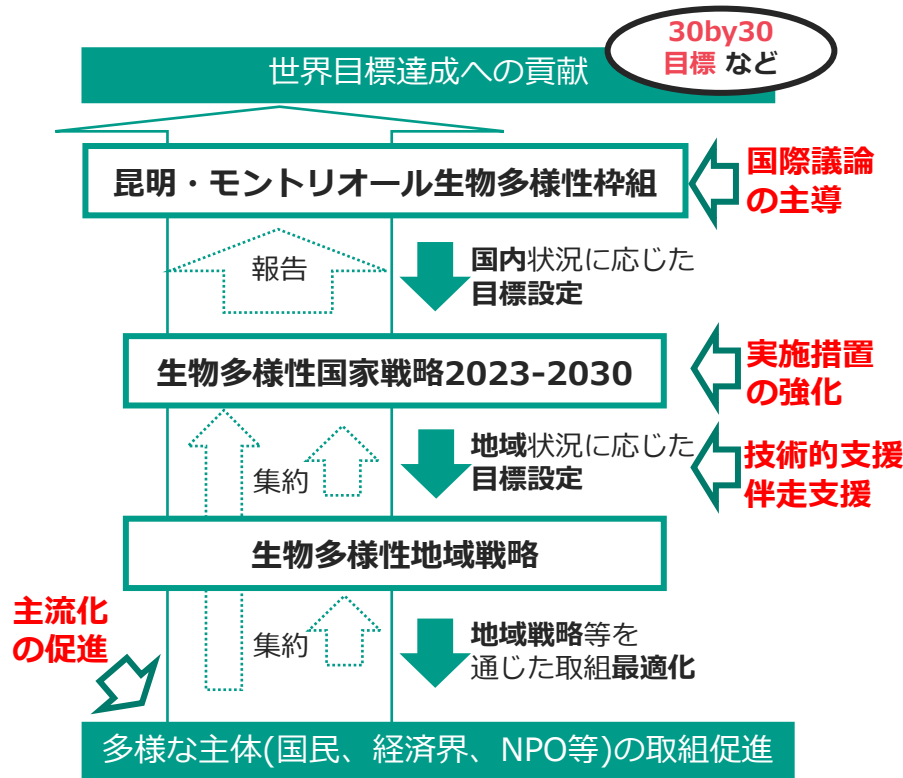 30by30
目標 など
世界目標達成への貢献
昆明・モントリオール生物多様性枠組
国際議論
の主導
報告
国内状況に応じた
目標設定
生物多様性国家戦略2023-2030
実施措置
の強化
集約
地域状況に応じた
目標設定
技術的支援
伴走支援
生物多様性地域戦略
主流化
の促進
集約
地域戦略等を
通じた取組最適化
多様な主体(国民、経済界、NPO等)の取組促進